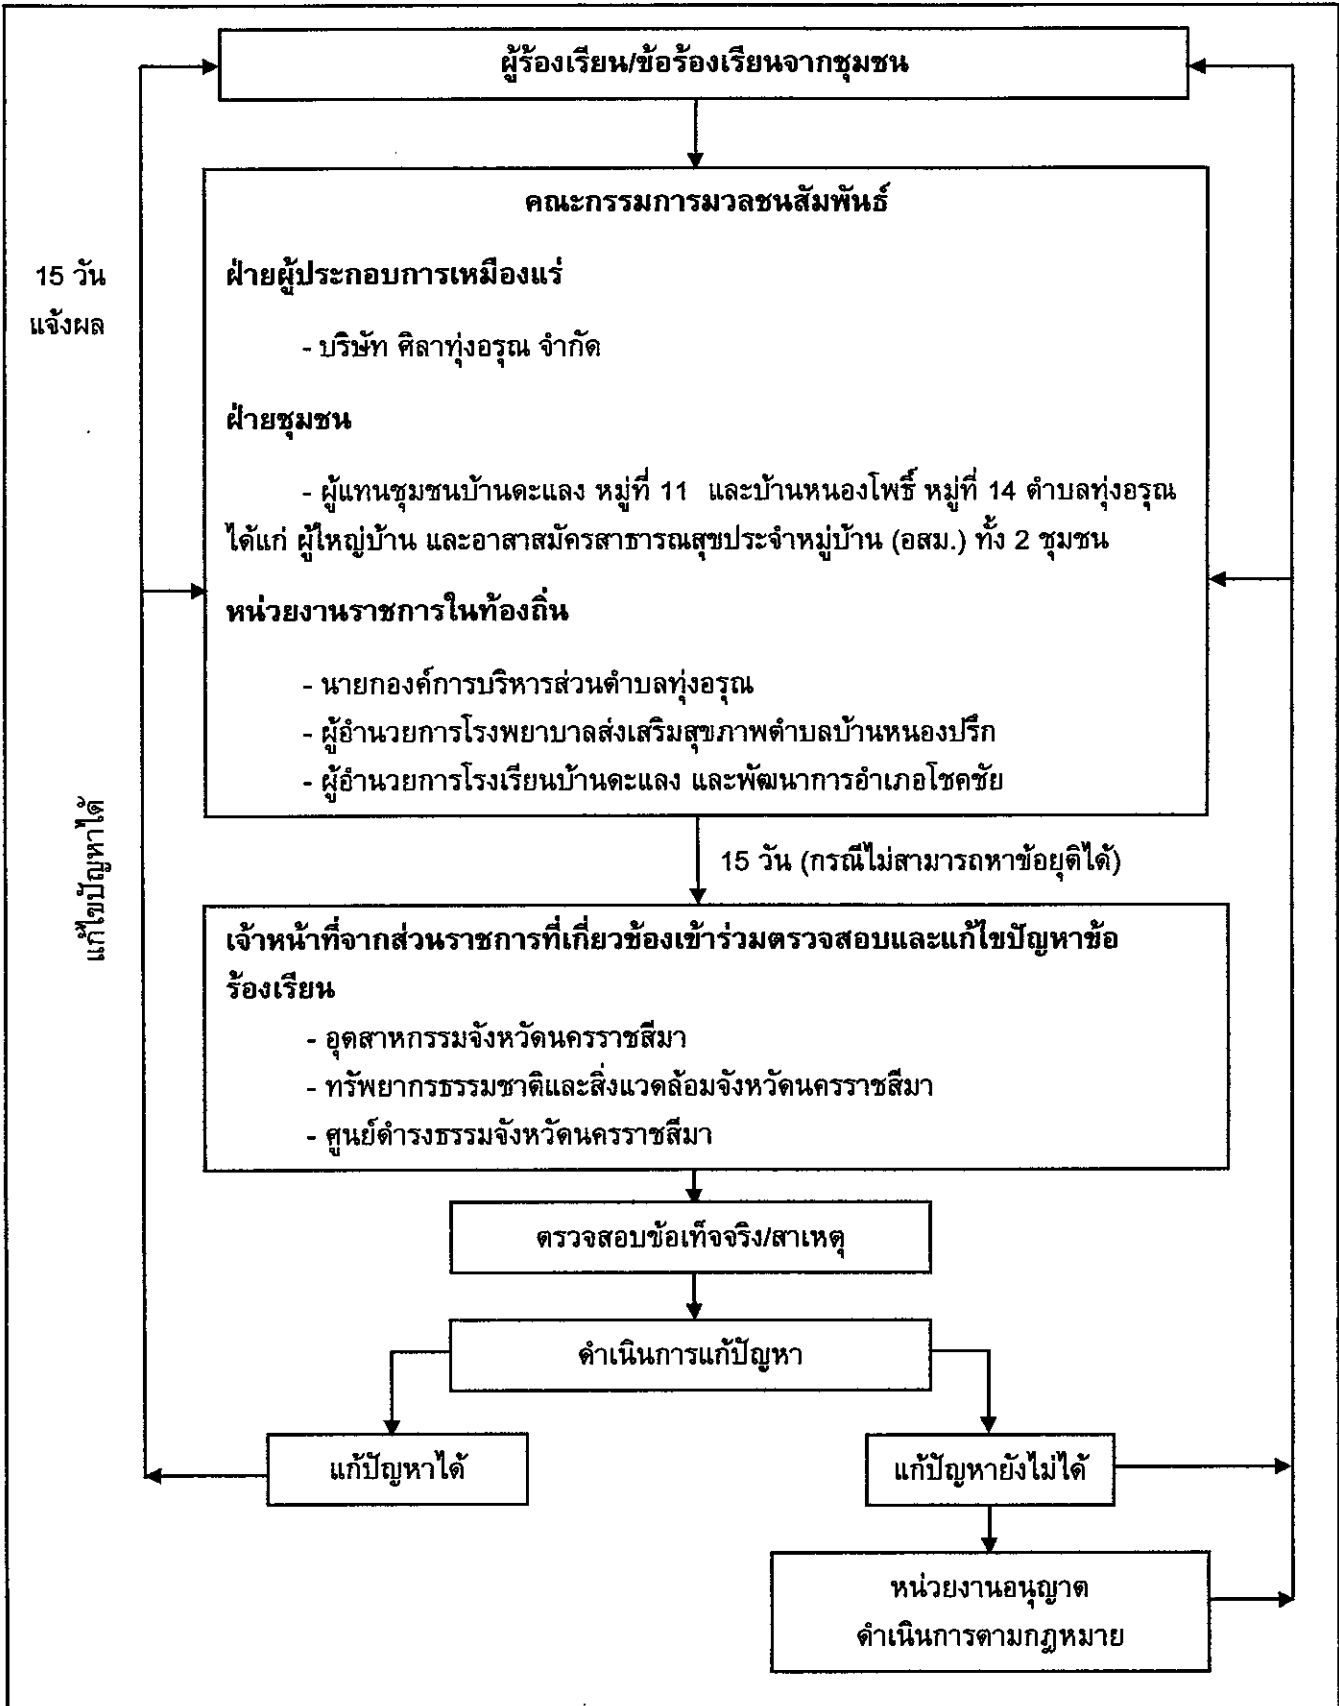 ผู้ร้องเรียน/ข้อร้องเรียนจากชุมชน
คณะกรรมการมวลชนสัมพันธ์
15 วัน
แจ้งผล
ฝ่ายผู้ประกอบการเหมืองแร่
- บริษัท ศิลาทุ่งอรุณ จำกัด
ฝ่ายชุมชน
- ผู้แทนชุมชนบ้านดะแลง หมู่ที่ 11 และบ้านหนองโพธิ์ หมู่ที่ 14 ตำบลทุ่งอรุณ
ได้แก่ ผู้ใหญ่บ้าน และอาสาสมัครสาธารณสุขประจำหมู่บ้าน (อสม.) ทั้ง 2 ชุมชน
หน่วยงานราชการในท้องถิ่น
- นายกองค์การบริหารส่วนตำบลทุ่งอรุณ
- ผู้อำนวยการโรงพยาบาลส่งเสริมสุขภาพตำบลบ้านหนองปรึก
- ผู้อำนวยการโรงเรียนบ้านดะแลง และพัฒนาการอำเภอโชคชัย
แก้ไขปัญหาได้
15 วัน (กรณีไม่สามารถหาข้อยุติได้)
เจ้าหน้าที่จากส่วนราชการที่เกี่ยวข้องเข้าร่วมตรวจสอบและแก้ไขปัญหาข้อ
ร้องเรียน
- อุตสาหกรรมจังหวัดนครราชสีมา
- ทรัพยากรธรรมชาติและสิ่งแวดล้อมจังหวัดนครราชสีมา
- ศูนย์ดำรงธรรมจังหวัดนครราชสีมา
ตรวจสอบข้อเท็จจริง/สาเหตุ
ดำเนินการแก้ปัญหา
แก้ปัญหาได้
แก้ปัญหายังไม่ได้
หน่วยงานอนุญาต
ดำเนินการตามกฎหมาย